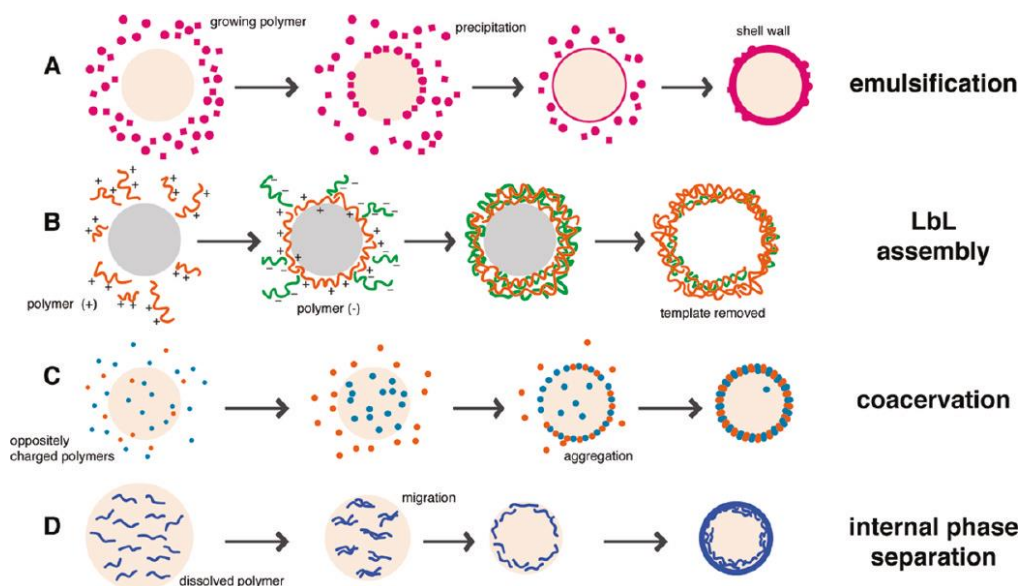 growing polymer
precipitation
shell wall
A
emulsification
+ + + + + + + + + + + + + + + +
B
polymer (+)
polymer (-)
template removed
LbL
assembly
C
oppositely
charged polymers
aggregation
coacervation
D
dissolved polymer
migration
internal phase
separation